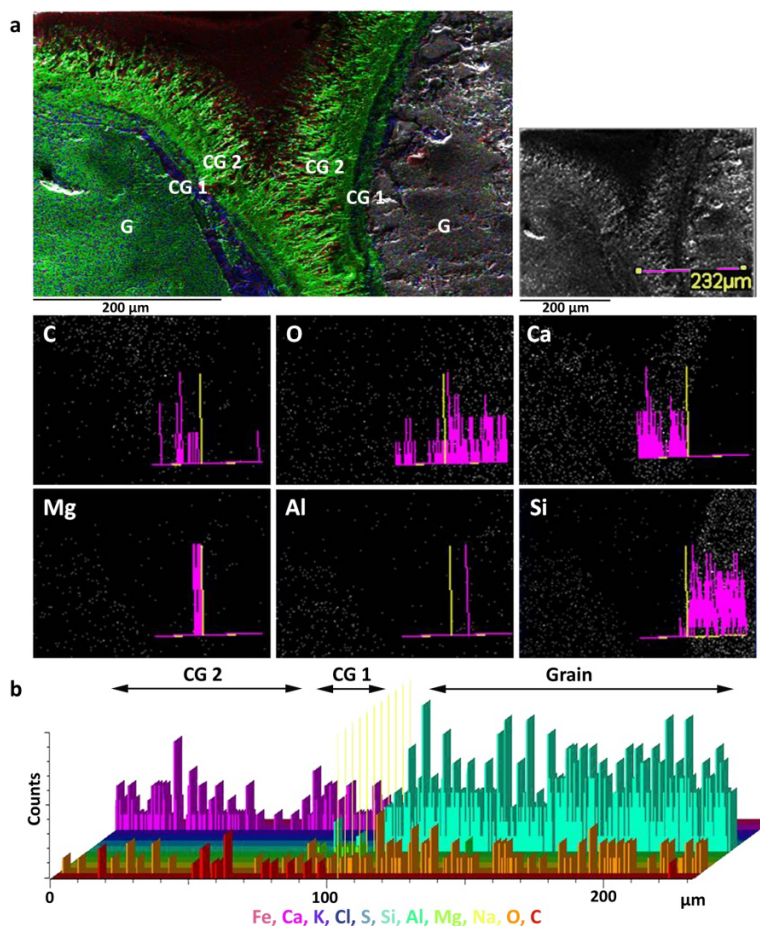 a
CG 2
CG 2
CG 1
CG 1
G
G
200 µm
232µm
200 µm
C
O
Ca
Mg
Al
Si
b
CG 2
CG 1
Grain
Counts
0
100
200
µm
Fe, Ca, K, Cl, S, Si, Al, Mg, Na, O, C